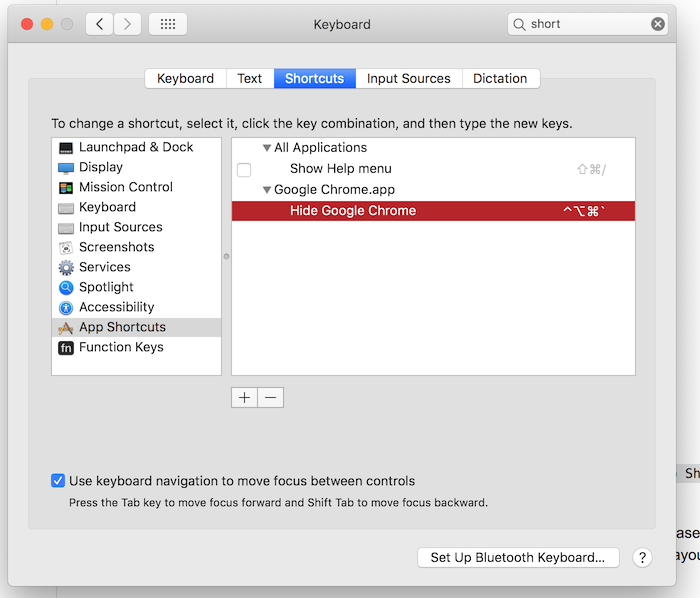 Keyboard
short
Keyboard Text Shortcuts Input Sources Dictation
To change a shortcut, select it, click the key combination, and then type the new keys.
Launchpad & Dock
Display
Mission Control
Keyboard
Input Sources
Screenshots
Services
Spotlight
Accessibility
App Shortcuts
fn Function Keys
All Applications
Show Help menu ⇧⌘/
Google Chrome.app
Hide Google Chrome ^⌥⌘`
Use keyboard navigation to move focus between controls
Press the Tab key to move focus forward and Shift Tab to move focus backward.
Set Up Bluetooth Keyboard... ?
Sh
ase
ayou